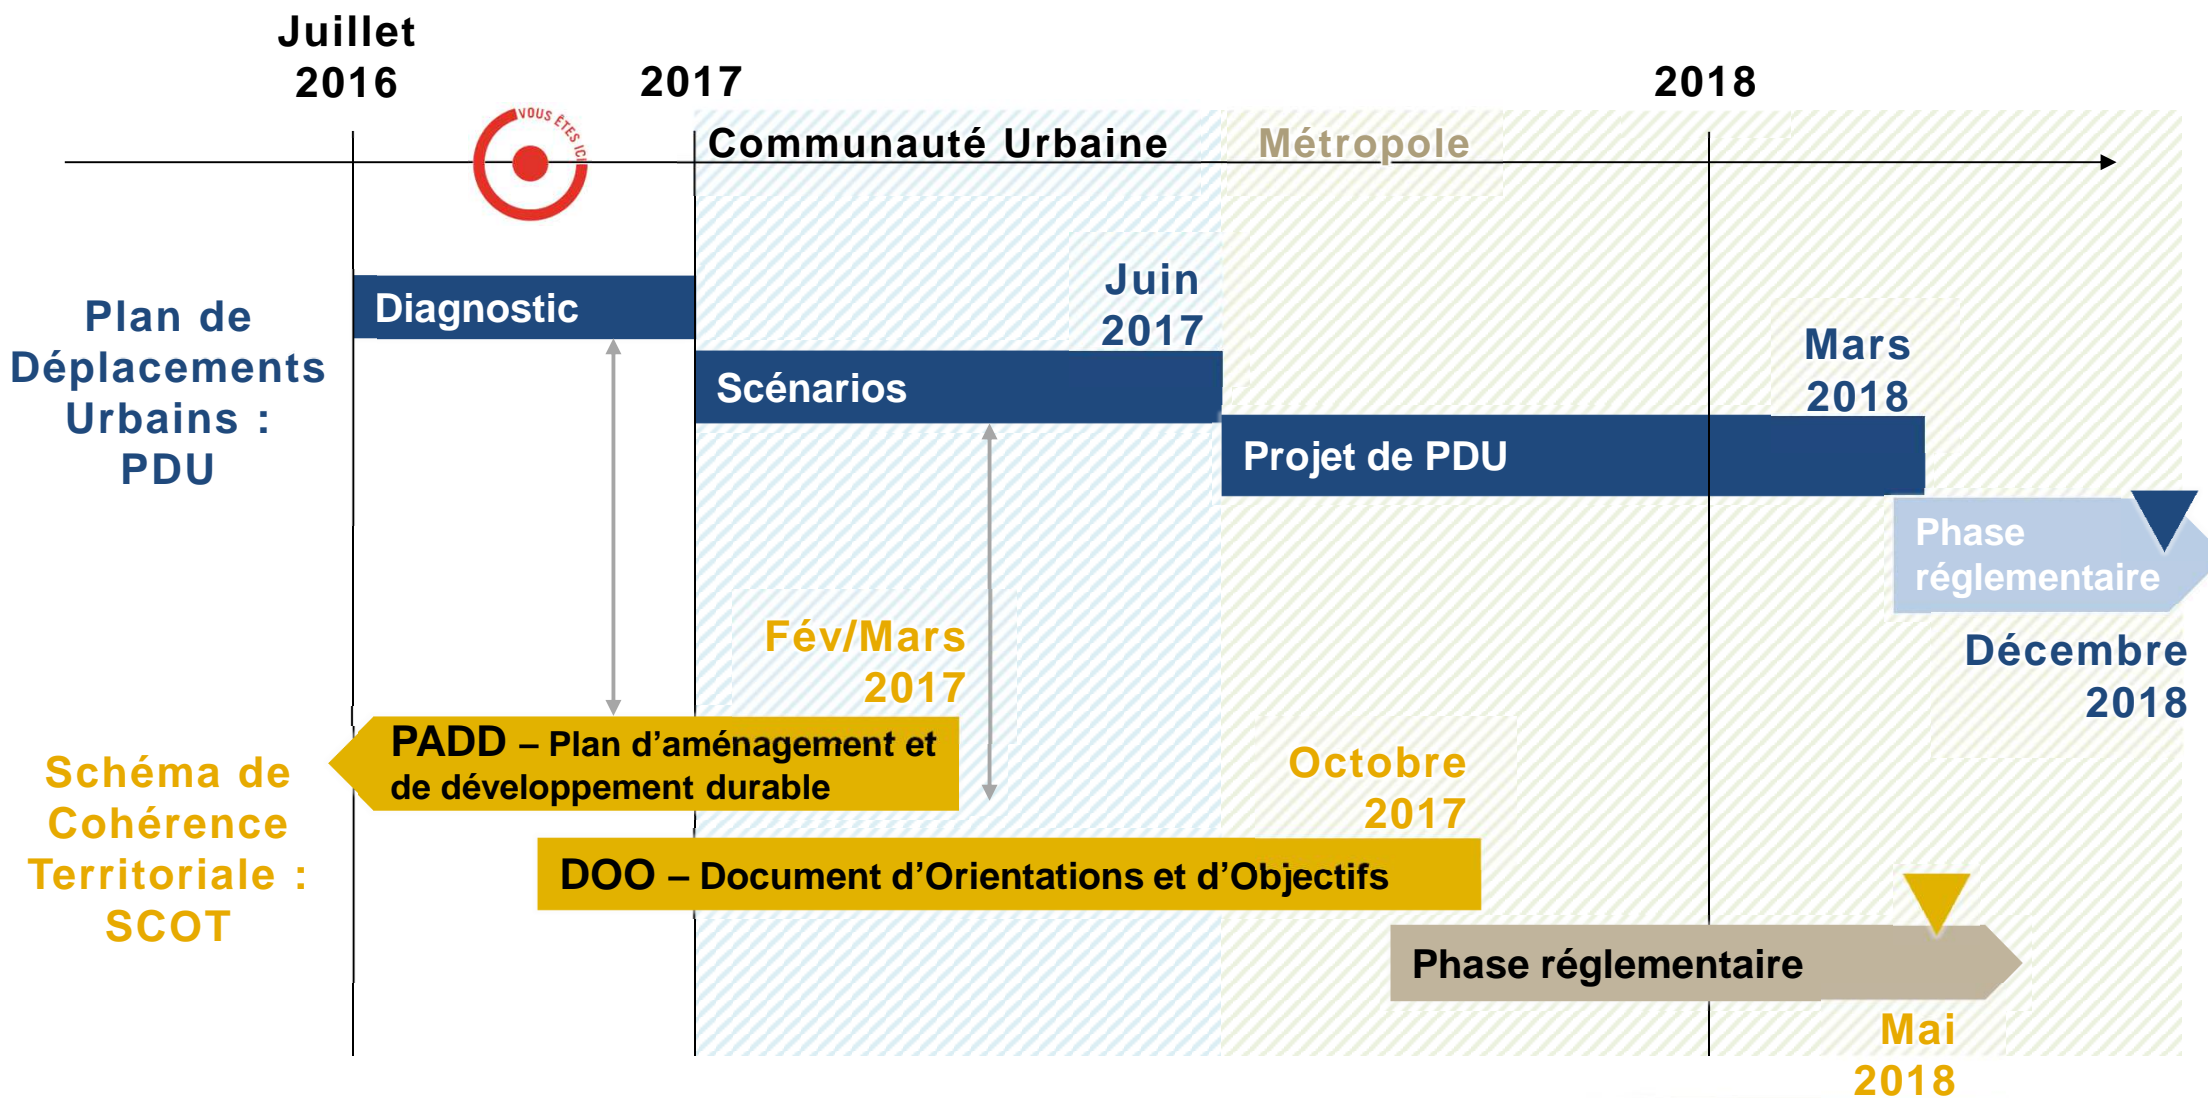 Juillet
2016
2017
2018
VOUS ÊTES ICI
Communauté Urbaine
Métropole
Plan de
Déplacements
Urbains :
PDU
Diagnostic
Juin
2017
Scénarios
Mars
2018
Projet de PDU
Phase
réglementaire
Décembre
2018
Fév/Mars
2017
Schéma de
Cohérence
Territoriale :
SCOT
PADD – Plan d’aménagement et
de développement durable
Octobre
2017
DOO – Document d’Orientations et d’Objectifs
Phase réglementaire
Mai
2018